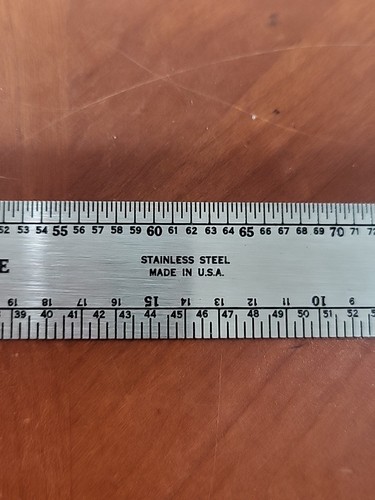 52 53 54 55 56 57 58 59 60 61 62 63 64 65 66 67 68 69 70 71 72
E
STAINLESS STEEL
MADE IN U.S.A.
19 18 17 16 15 14 13 12 11 10 9
39 40 41 42 43 44 45 46 47 48 49 50 51 52